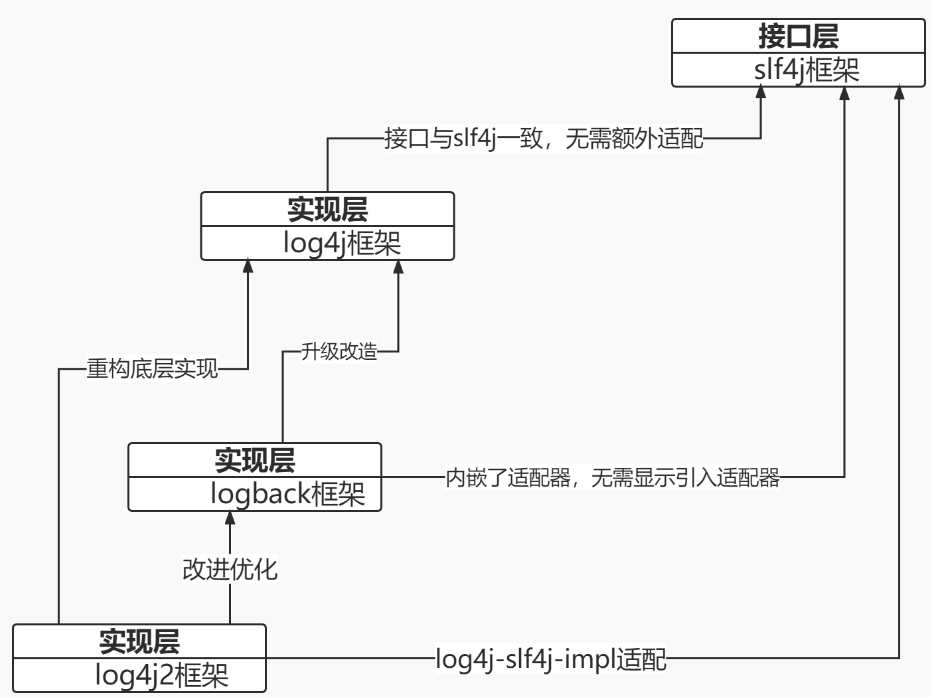 接口层
slf4j框架
接口与slf4j一致，无需额外适配
实现层
log4j框架
升级改造
重构底层实现
实现层
logback框架
内嵌了适配器，无需显示引入适配器
改进优化
实现层
log4j2框架
log4j-slf4j-impl适配